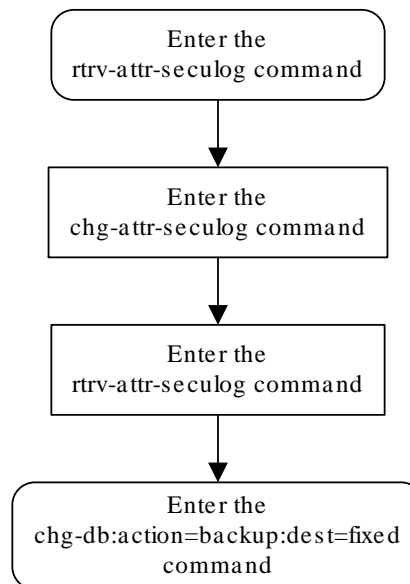 Enter the
rtrv-attr-seculog command
Enter the
chg-attr-seculog command
Enter the
rtrv-attr-seculog command
Enter the
chg-db:action=backup:dest=fixed
command